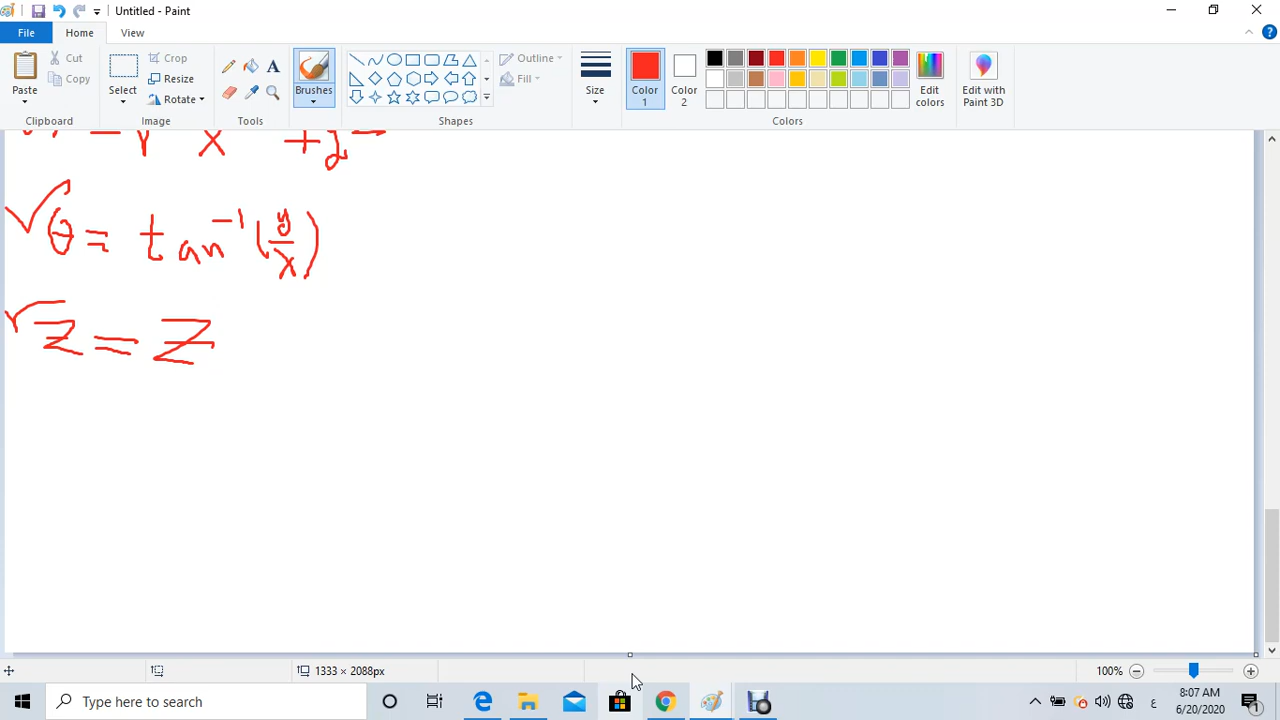 Untitled - Paint
File Home View
Paste
Cut
Copy
Clipboard
Select
Crop
Resize
Rotate
Image
A
Tools
Brushes
Outline
Fill
Shapes
Size
Color 1
Color 2
Edit colors
Colors
Edit with Paint 3D
x + y
θ = tan⁻¹(y/x)
z = z
1333 × 2088px
100%
Type here to search
ع
8:07 AM
6/20/2020
1